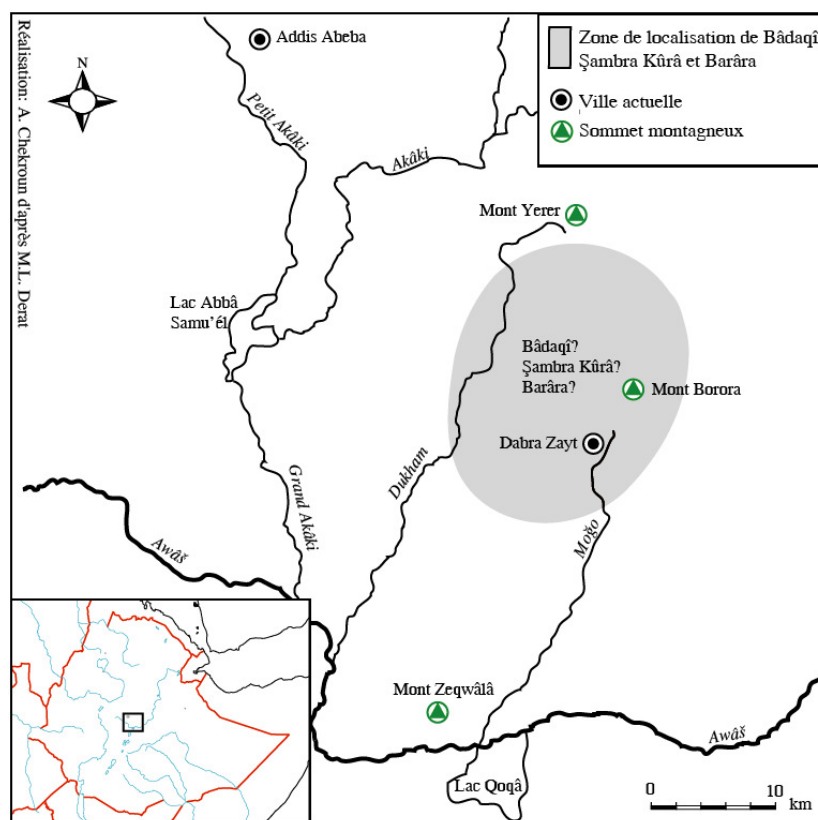 Réalisation: A. Chekroun d'après M.L. Derat
N
Addis Abeba
Zone de localisation de Bâdaqî
Şambra Kûrâ et Barâra
Ville actuelle
Sommet montagneux
Petit Akâki
Akâki
Mont Yerer
Lac Abbâ
Samu'él
Bâdaqî?
Şambra Kûrâ?
Barâra?
Mont Borora
Dabra Zayt
Dukham
Grand Akâki
Moğo
Awâš
Mont Zeqwâlâ
Awâš
Lac Qoqâ
0 10
km